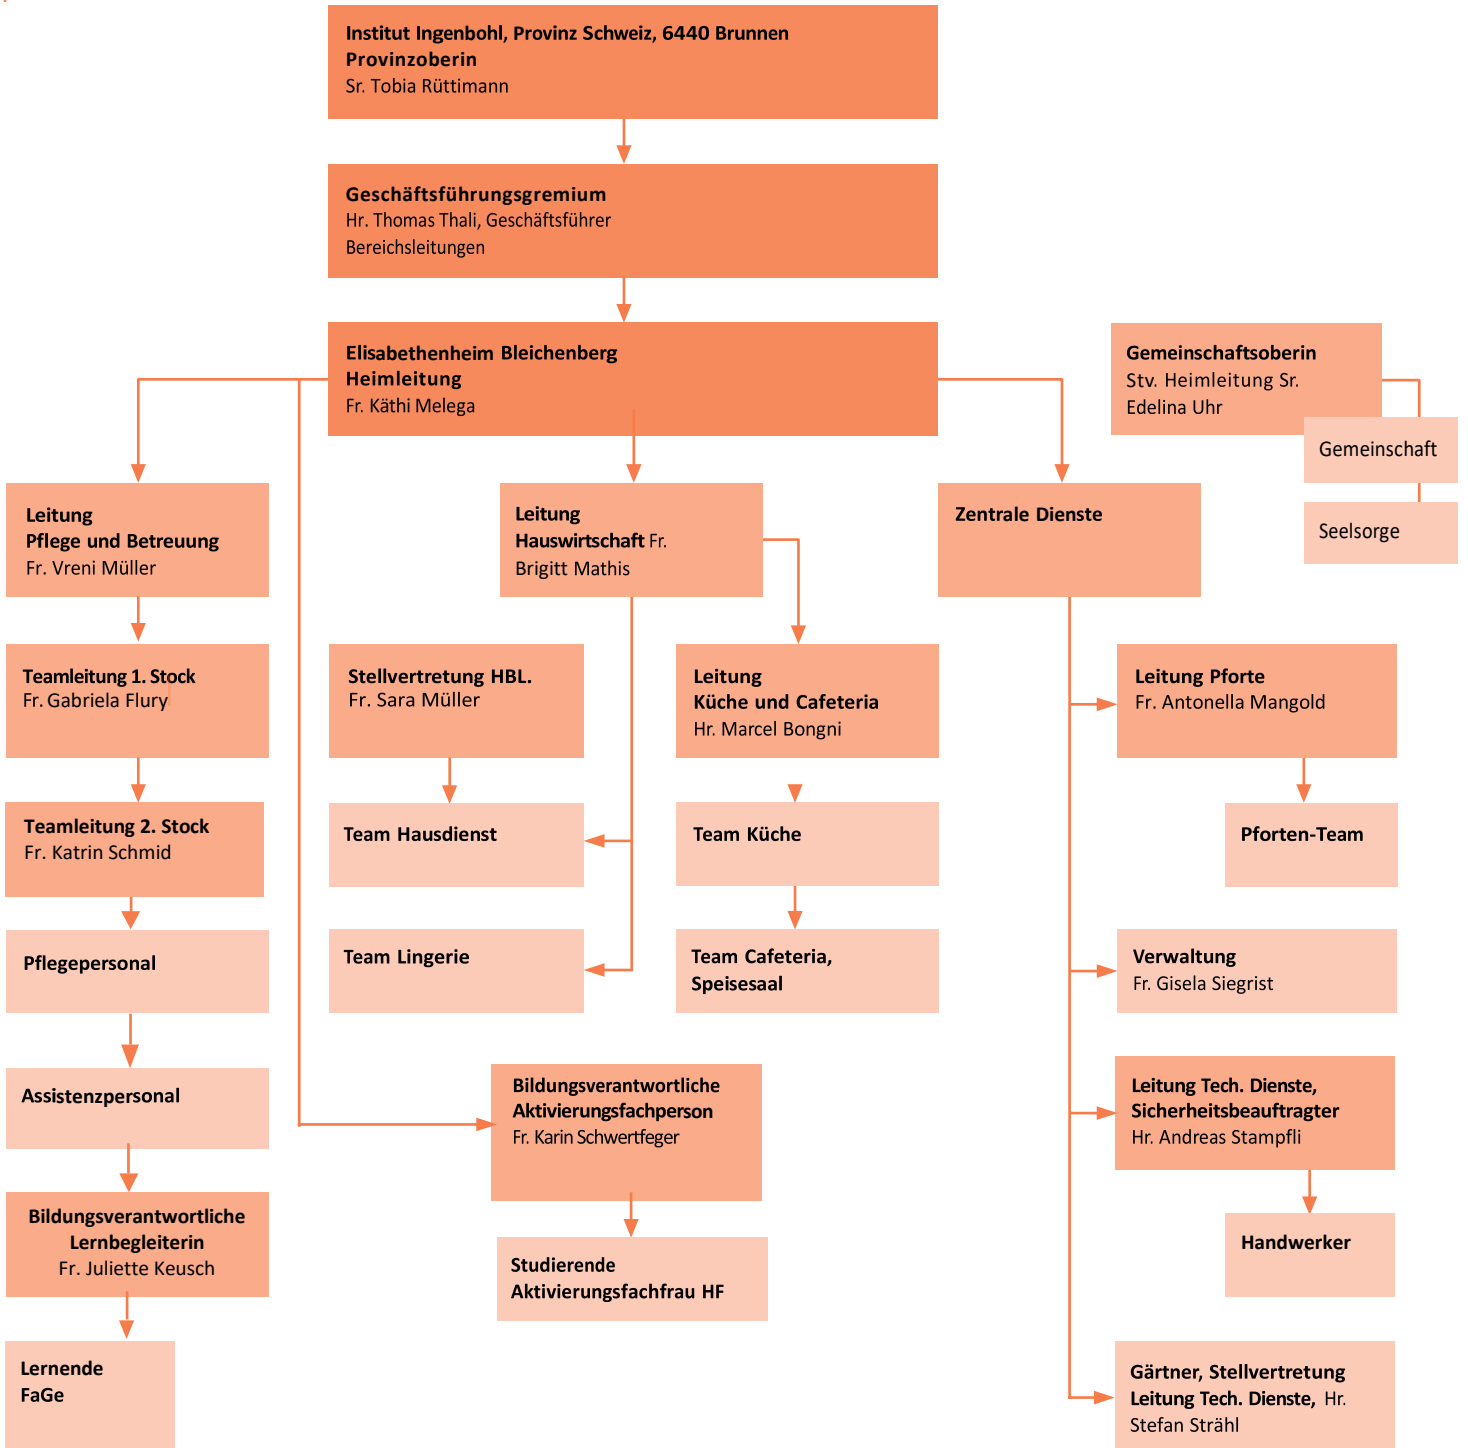 Institut Ingenbohl, Provinz Schweiz, 6440 Brunnen
Provinzoberin
Sr. Tobia Rüttimann
Geschäftsführungsgremium
Hr. Thomas Thali, Geschäftsführer
Bereichsleitungen
Elisabethenheim Bleichenberg
Heimleitung
Fr. Käthi Melega
Gemeinschaftsoberin
Stv. Heimleitung Sr.
Edelina Uhr
Gemeinschaft
Seelsorge
Leitung
Pflege und Betreuung
Fr. Vreni Müller
Leitung
Hauswirtschaft Fr.
Brigitt Mathis
Zentrale Dienste
Teamleitung 1. Stock
Fr. Gabriela Flury
Stellvertretung HBL.
Fr. Sara Müller
Leitung
Küche und Cafeteria
Hr. Marcel Bongni
Leitung Pforte
Fr. Antonella Mangold
Teamleitung 2. Stock
Fr. Katrin Schmid
Team Hausdienst
Team Küche
Pforten-Team
Pflegepersonal
Team Lingerie
Team Cafeteria,
Speisesaal
Verwaltung
Fr. Gisela Siegrist
Assistenzpersonal
Bildungsverantwortliche
Aktivierungsfachperson
Fr. Karin Schwertfeger
Leitung Tech. Dienste,
Sicherheitsbeauftragter
Hr. Andreas Stampfli
Bildungsverantwortliche
Lernbegleiterin
Fr. Juliette Keusch
Studierende
Aktivierungsfachfrau HF
Handwerker
Lernende
FaGe
Gärtner, Stellvertretung
Leitung Tech. Dienste, Hr.
Stefan Strähl